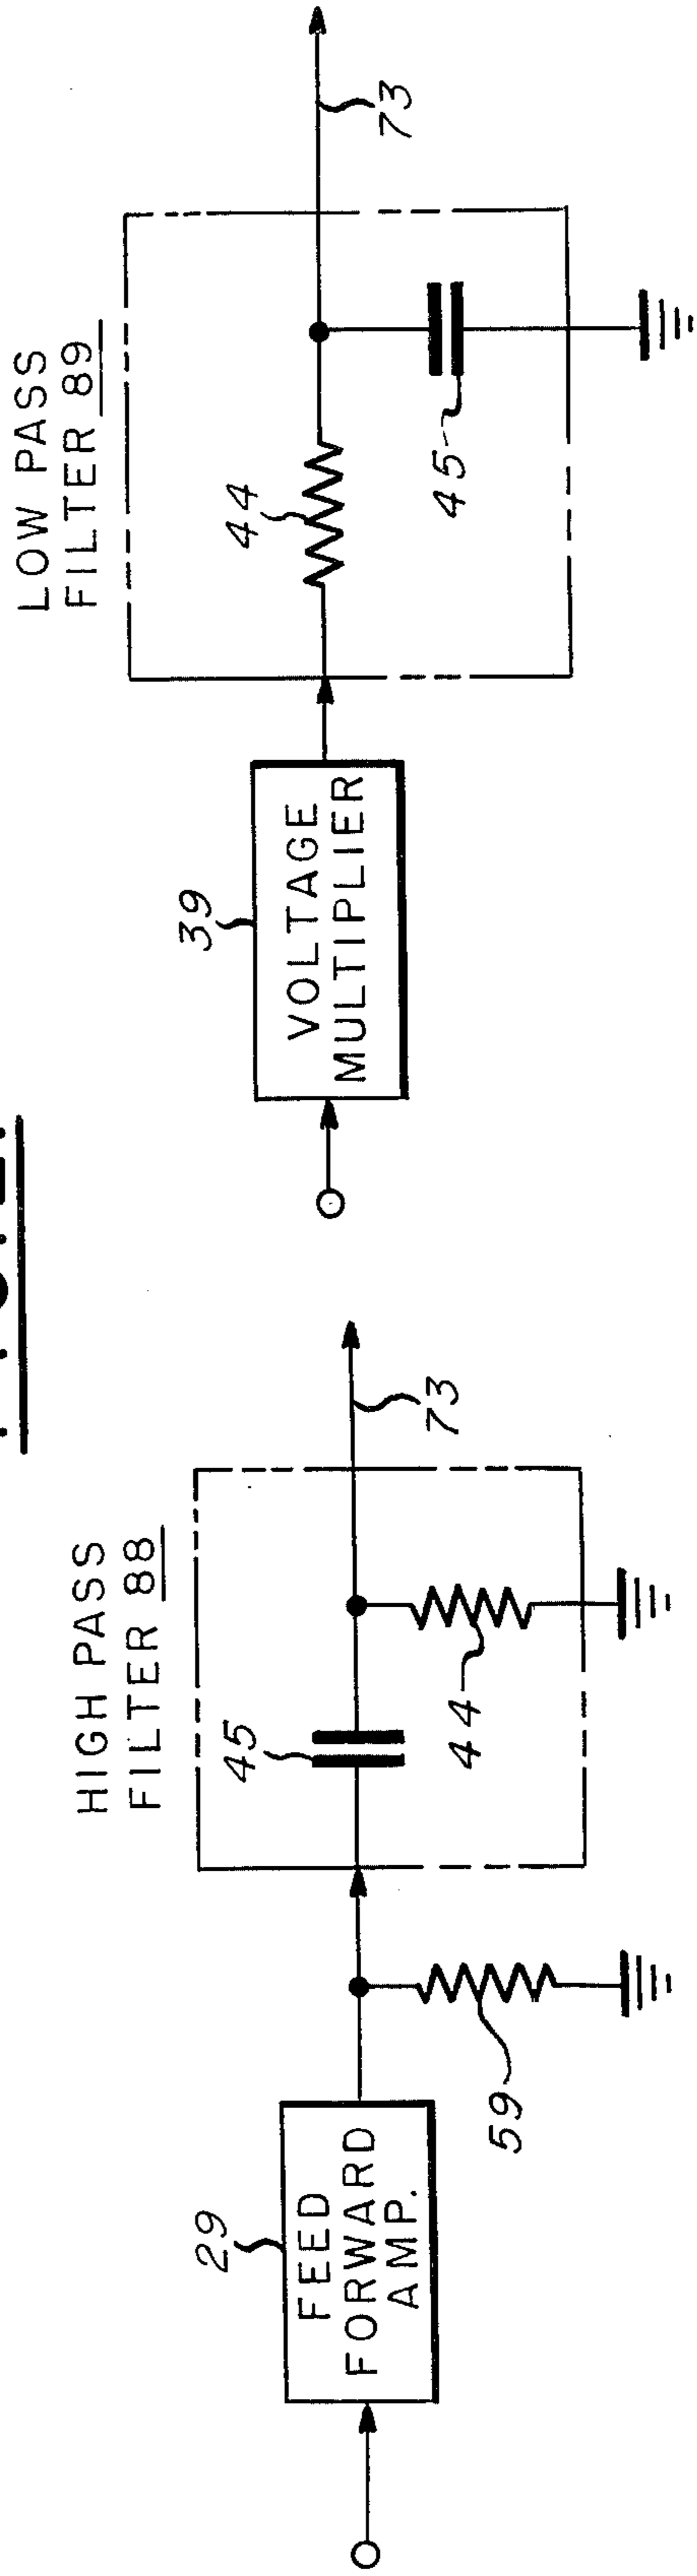 HIGH PASS
FILTER 88
29
FEED
FORWARD
AMP.
59
45
44
73
LOW PASS
FILTER 89
39
VOLTAGE
MULTIPLIER
44
45
73